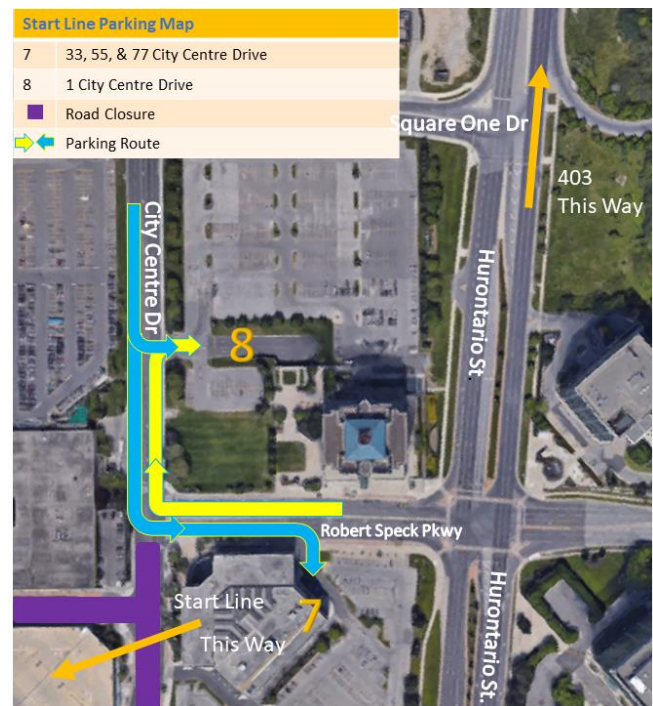 Start Line Parking Map
7 33, 55, & 77 City Centre Drive
8 1 City Centre Drive
Road Closure
Parking Route
Square One Dr
403
This Way
City Centre Dr
Hurontario St.
8
Robert Speck Pkwy
Start Line
This Way
7
Hurontario St.